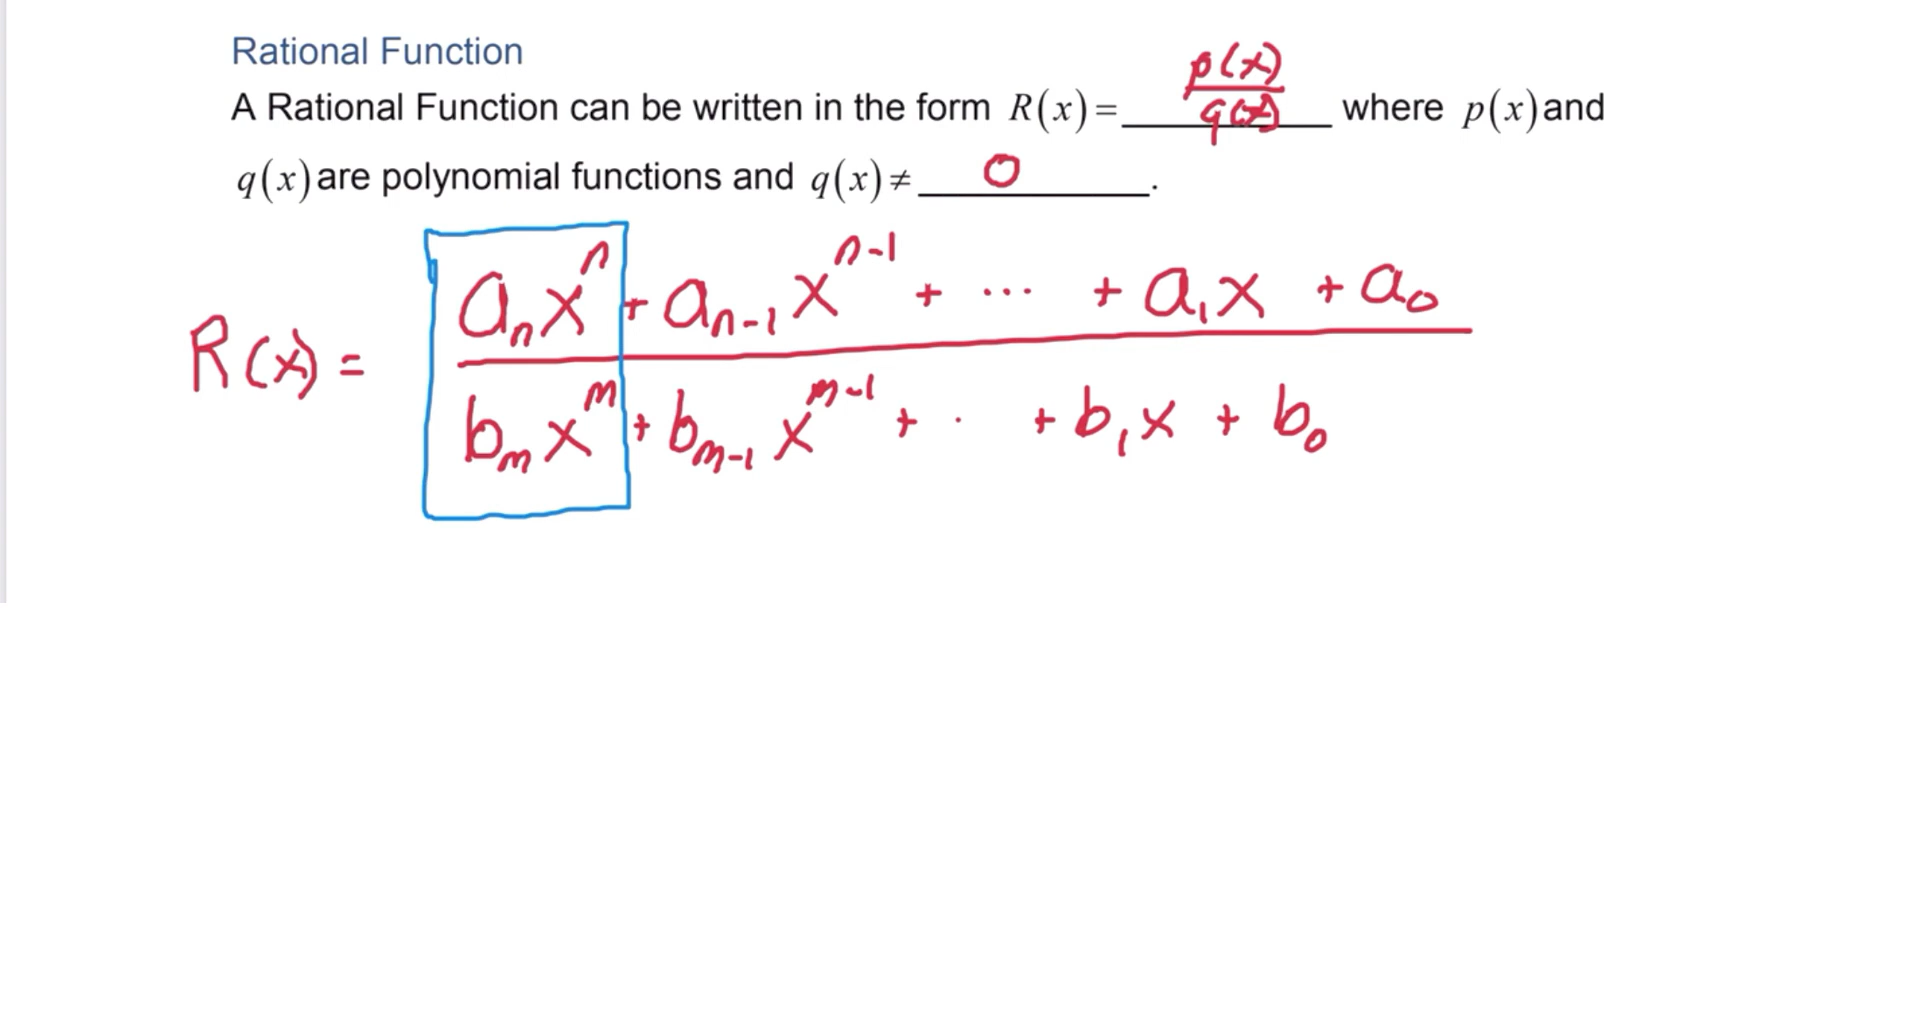 Rational Function
A Rational Function can be written in the form R(x) = p(x)/q(x) where p(x) and
q(x) are polynomial functions and q(x) ≠ 0.
R(x) = (aₙxⁿ + aₙ₋₁xⁿ⁻¹ + ··· + a₁x + a₀)/(bₘxᵐ + bₘ₋₁xᵐ⁻¹ + · + b₁x + b₀)